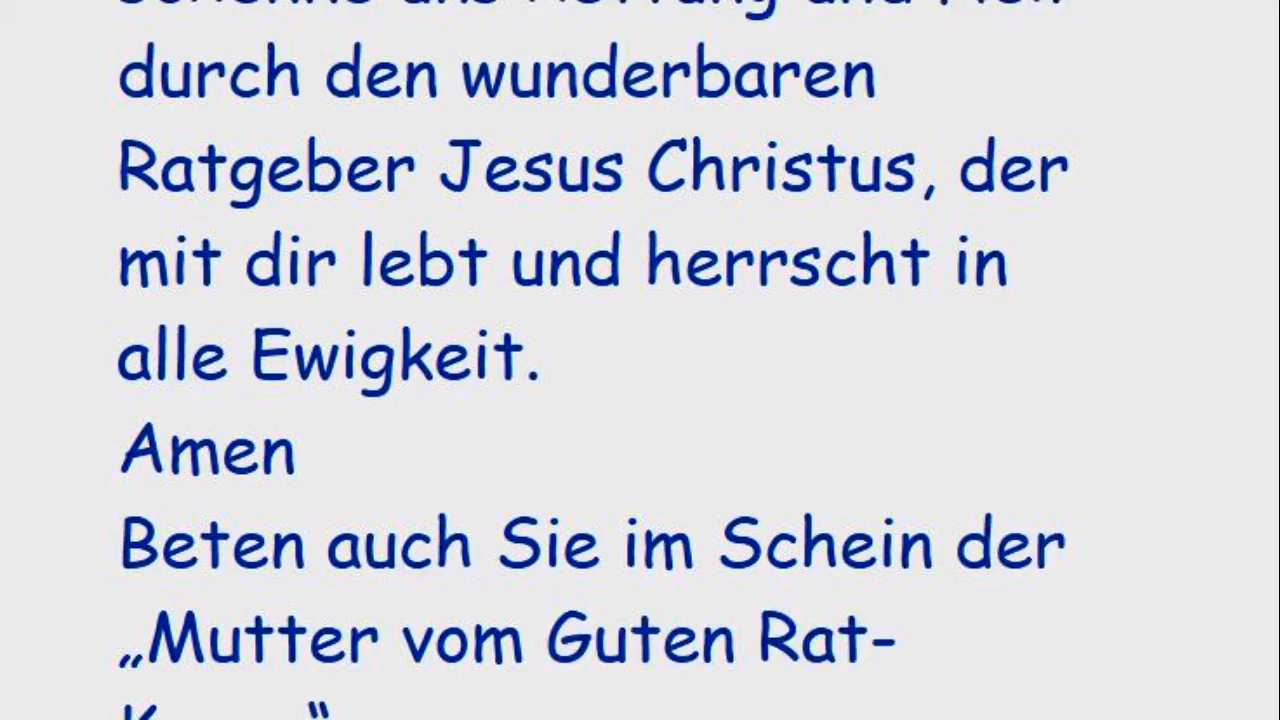 durch den wunderbaren
Ratgeber Jesus Christus, der
mit dir lebt und herrscht in
alle Ewigkeit.
Amen
Beten auch Sie im Schein der
„Mutter vom Guten Rat-